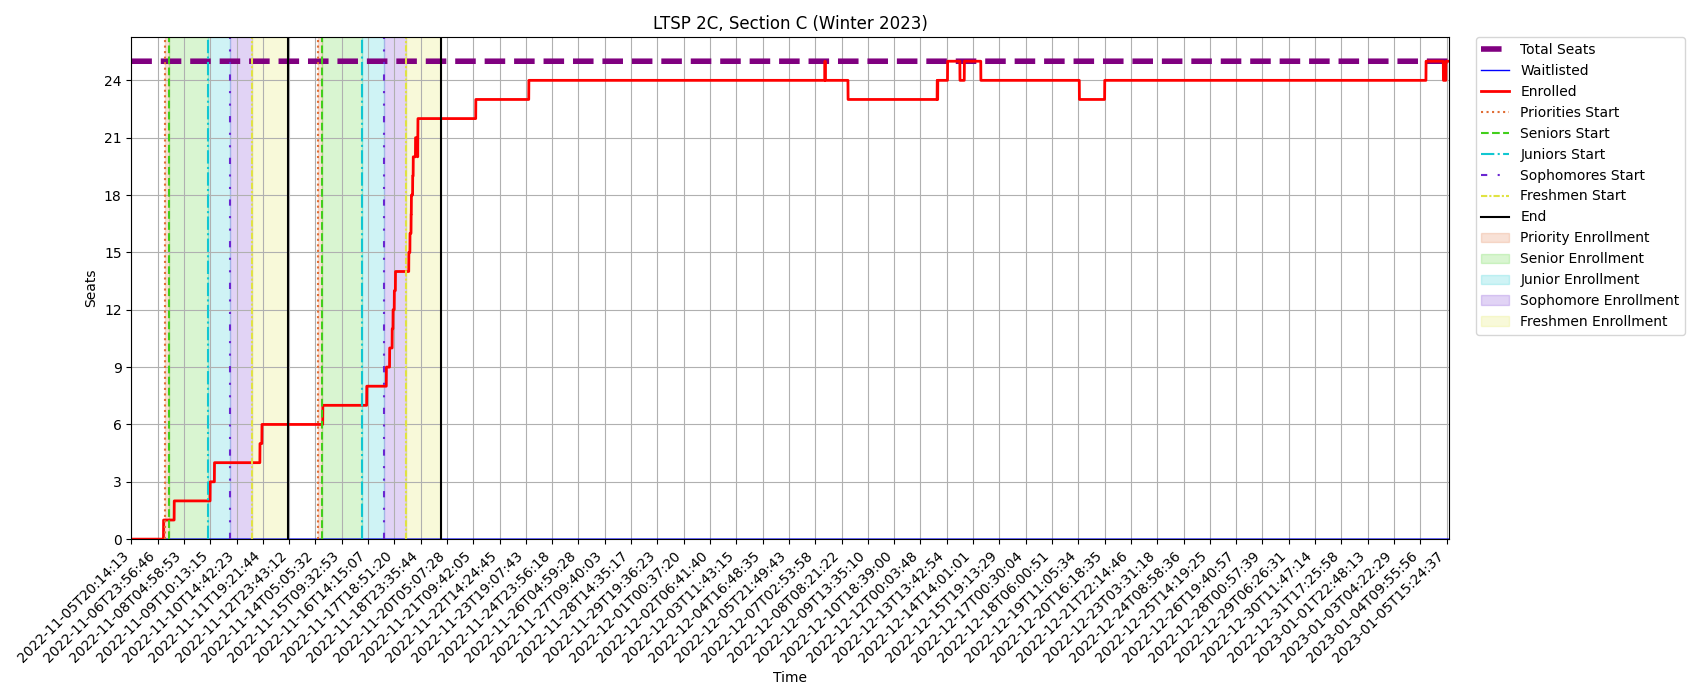 LTSP 2C, Section C (Winter 2023)
Total Seats
Waitlisted
Enrolled
Priorities Start
Seniors Start
Juniors Start
Sophomores Start
Freshmen Start
End
Priority Enrollment
Senior Enrollment
Junior Enrollment
Sophomore Enrollment
Freshmen Enrollment
Seats
24
21
18
15
12
9
6
3
0
2022-11-05T20:14:13
2022-11-06T23:56:46
2022-11-08T04:58:53
2022-11-09T10:13:15
2022-11-10T14:42:23
2022-11-11T19:21:44
2022-11-12T23:43:12
2022-11-14T05:05:32
2022-11-15T09:32:53
2022-11-16T14:15:07
2022-11-17T18:51:20
2022-11-18T23:35:44
2022-11-20T05:07:28
2022-11-21T09:42:05
2022-11-22T14:24:45
2022-11-23T19:07:43
2022-11-24T23:56:18
2022-11-26T04:59:28
2022-11-27T09:40:03
2022-11-28T14:35:17
2022-11-29T19:36:23
2022-12-01T00:37:20
2022-12-02T06:41:40
2022-12-03T11:43:15
2022-12-04T16:48:35
2022-12-05T21:49:43
2022-12-07T02:53:58
2022-12-08T08:21:22
2022-12-09T13:35:10
2022-12-10T18:39:00
2022-12-12T00:03:48
2022-12-13T13:42:54
2022-12-14T14:01:01
2022-12-15T19:13:29
2022-12-17T00:30:04
2022-12-18T06:00:51
2022-12-19T11:05:34
2022-12-20T16:18:35
2022-12-21T22:14:46
2022-12-23T03:31:18
2022-12-24T08:58:36
2022-12-25T14:19:25
2022-12-26T19:40:57
2022-12-28T00:57:39
2022-12-29T06:26:31
2022-12-30T11:47:14
2022-12-31T17:25:58
2023-01-01T22:48:13
2023-01-03T04:22:29
2023-01-04T09:55:56
2023-01-05T15:24:37
Time